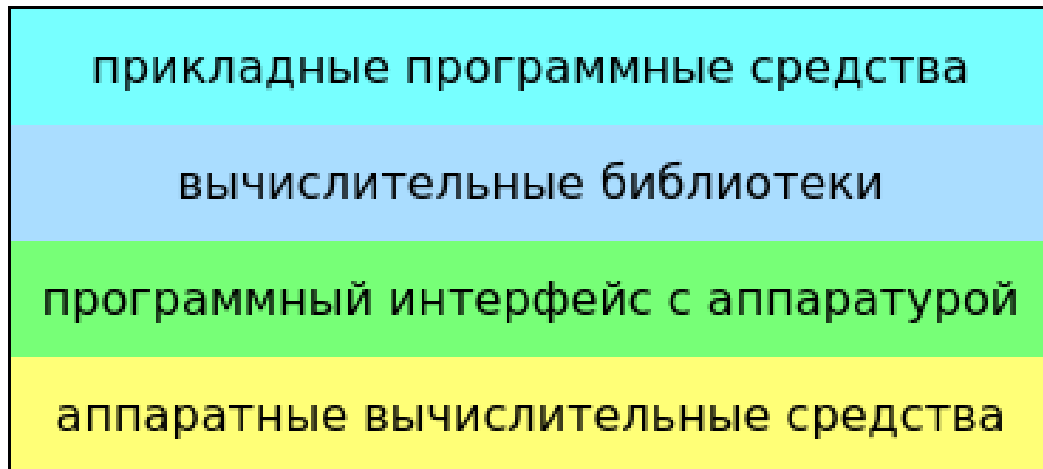 прикладные программные средства
вычислительные библиотеки
программный интерфейс с аппаратурой
аппаратные вычислительные средства